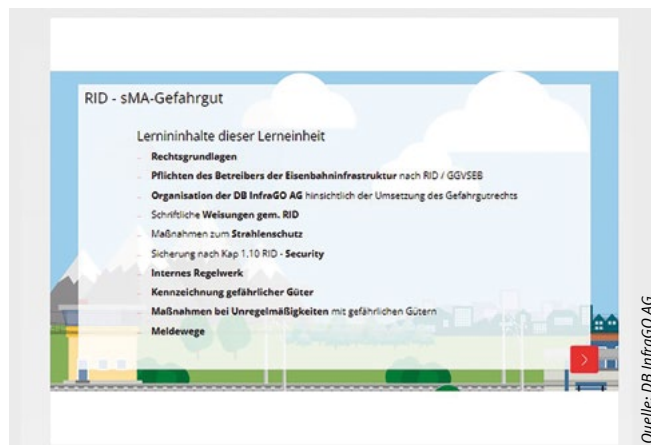 RID - sMA-Gefahrgut
Lernininhalte dieser Lerneinheit
- Rechtsgrundlagen
- Pflichten des Betreibers der Eisenbahninfrastruktur nach RID / GGVSEB
- Organisation der DB InfraGO AG hinsichtlich der Umsetzung des Gefahrgutrechts
- Schriftliche Weisungen gem. RID
- Maßnahmen zum Strahlenschutz
- Sicherung nach Kap 1.10 RID - Security
- Internes Regelwerk
- Kennzeichnung gefährlicher Güter
- Maßnahmen bei Unregelmäßigkeiten mit gefährlichen Gütern
- Meldewege
Quelle: DB InfraGO AG